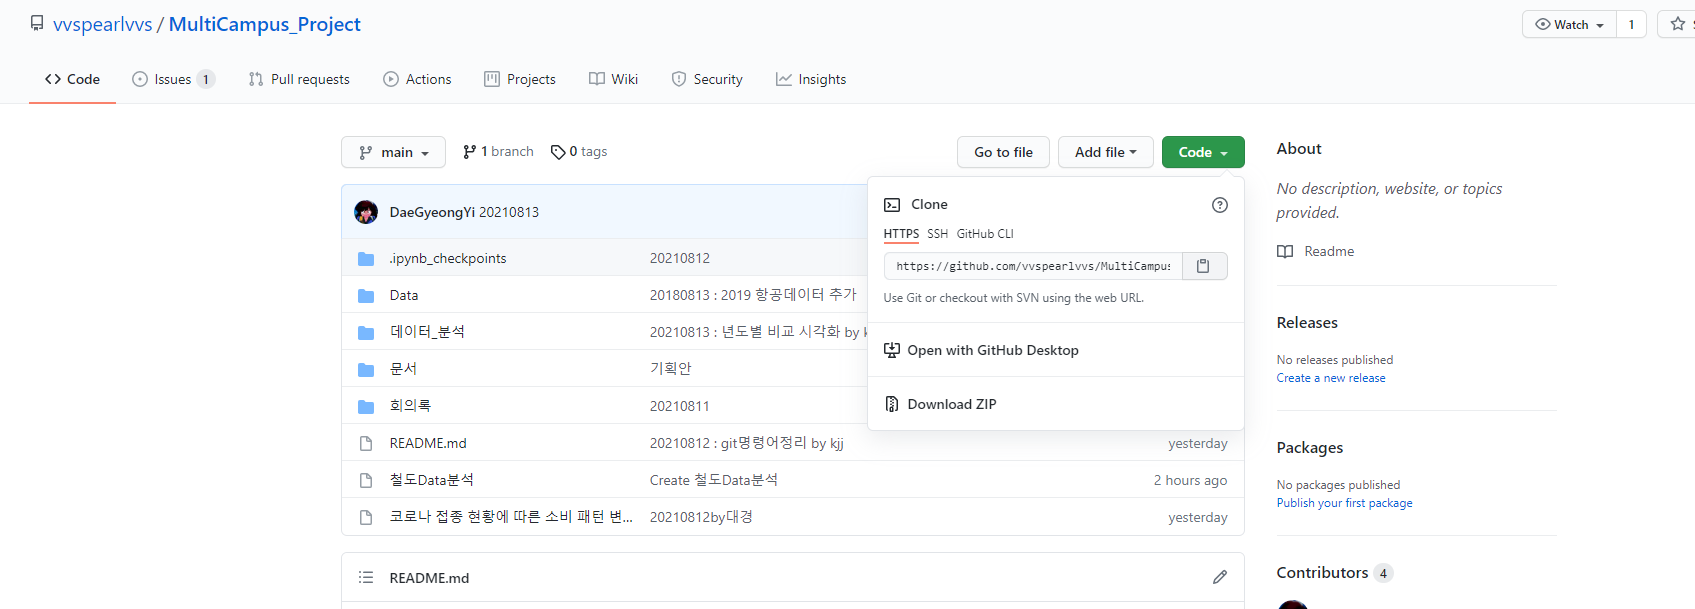 vvspearlvvs / MultiCampus_Project
Watch 1
Code Issues 1 Pull requests Actions Projects Wiki Security Insights
main 1 branch 0 tags Go to file Add file Code
DaeGyeongYi 20210813
.ipynb_checkpoints 20210812
Data 20180813 : 2019 항공데이터 추가
데이터_분석 20210813 : 년도별 비교 시각화 by
문서 기획안
회의록 20210811
README.md 20210812 : git명령어정리 by kjj yesterday
철도Data분석 Create 철도Data분석 2 hours ago
코로나 접종 현황에 따른 소비 패턴 변... 20210812by대경 yesterday
README.md
Clone
HTTPS SSH GitHub CLI
https://github.com/vvspearlvvs/MultiCampus
Use Git or checkout with SVN using the web URL.
Open with GitHub Desktop
Download ZIP
About
No description, website, or topics
provided.
Readme
Releases
No releases published
Create a new release
Packages
No packages published
Publish your first package
Contributors 4